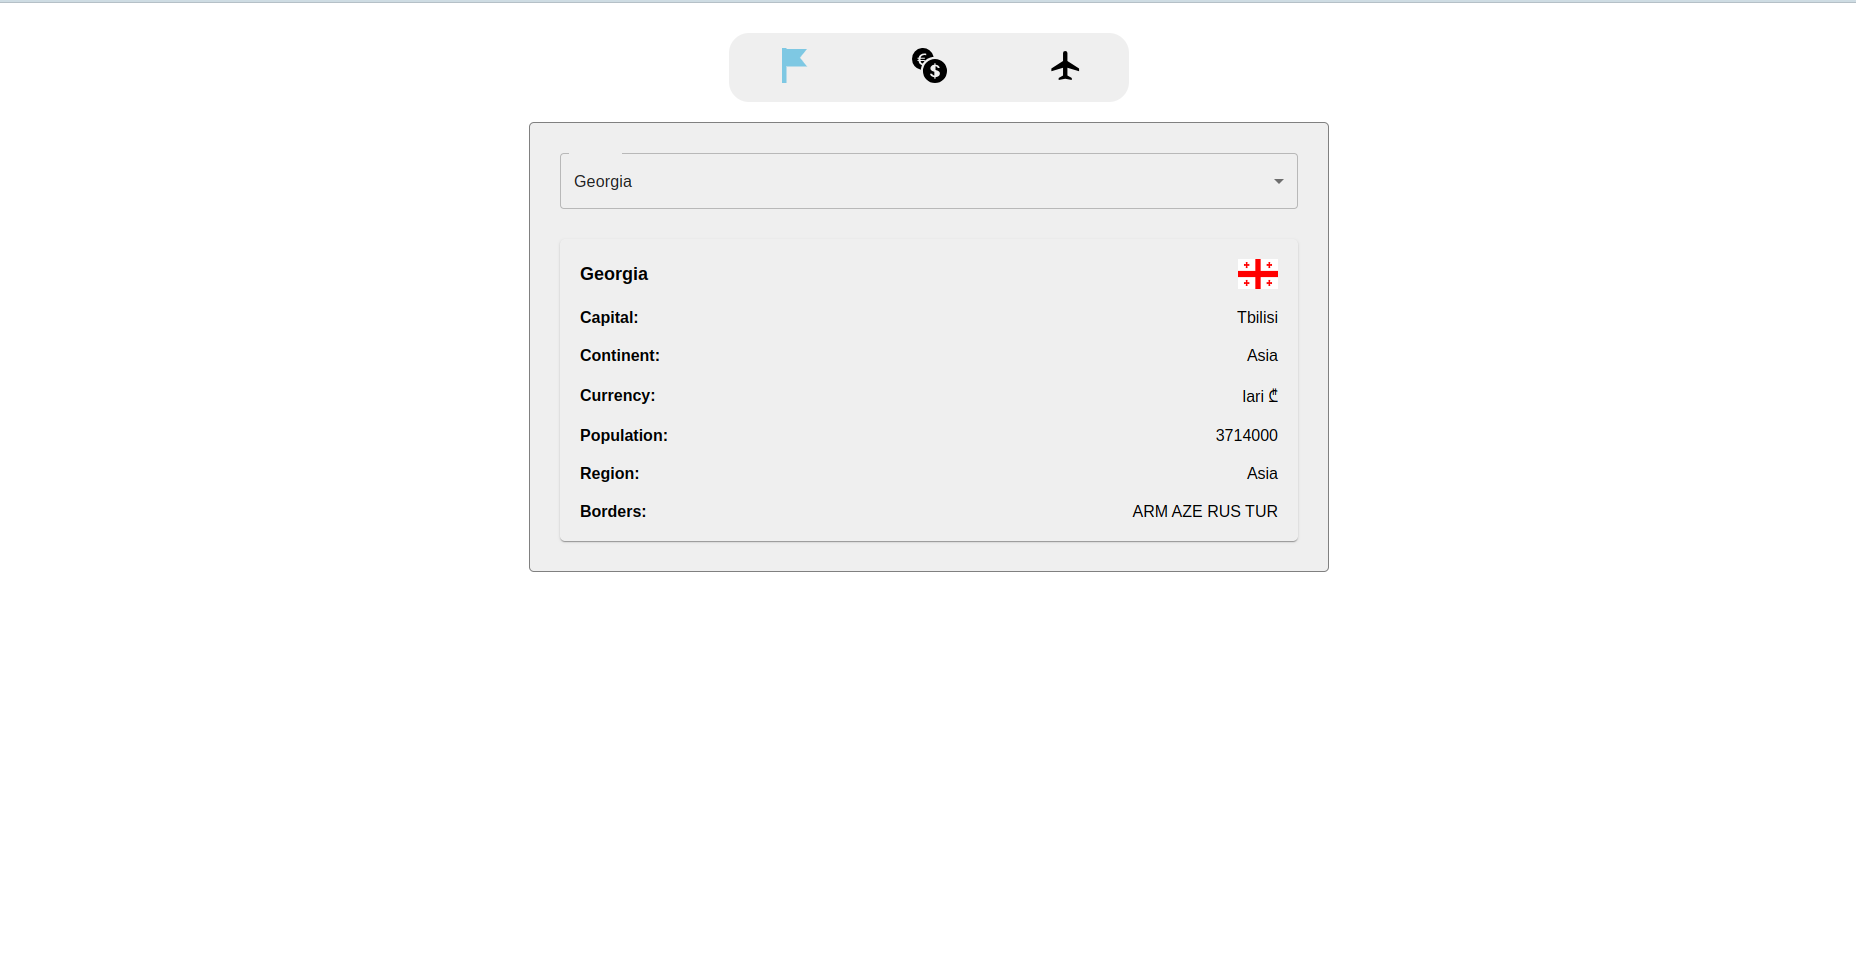 Georgia
Georgia
Capital: Tbilisi
Continent: Asia
Currency: lari ₾
Population: 3714000
Region: Asia
Borders: ARM AZE RUS TUR